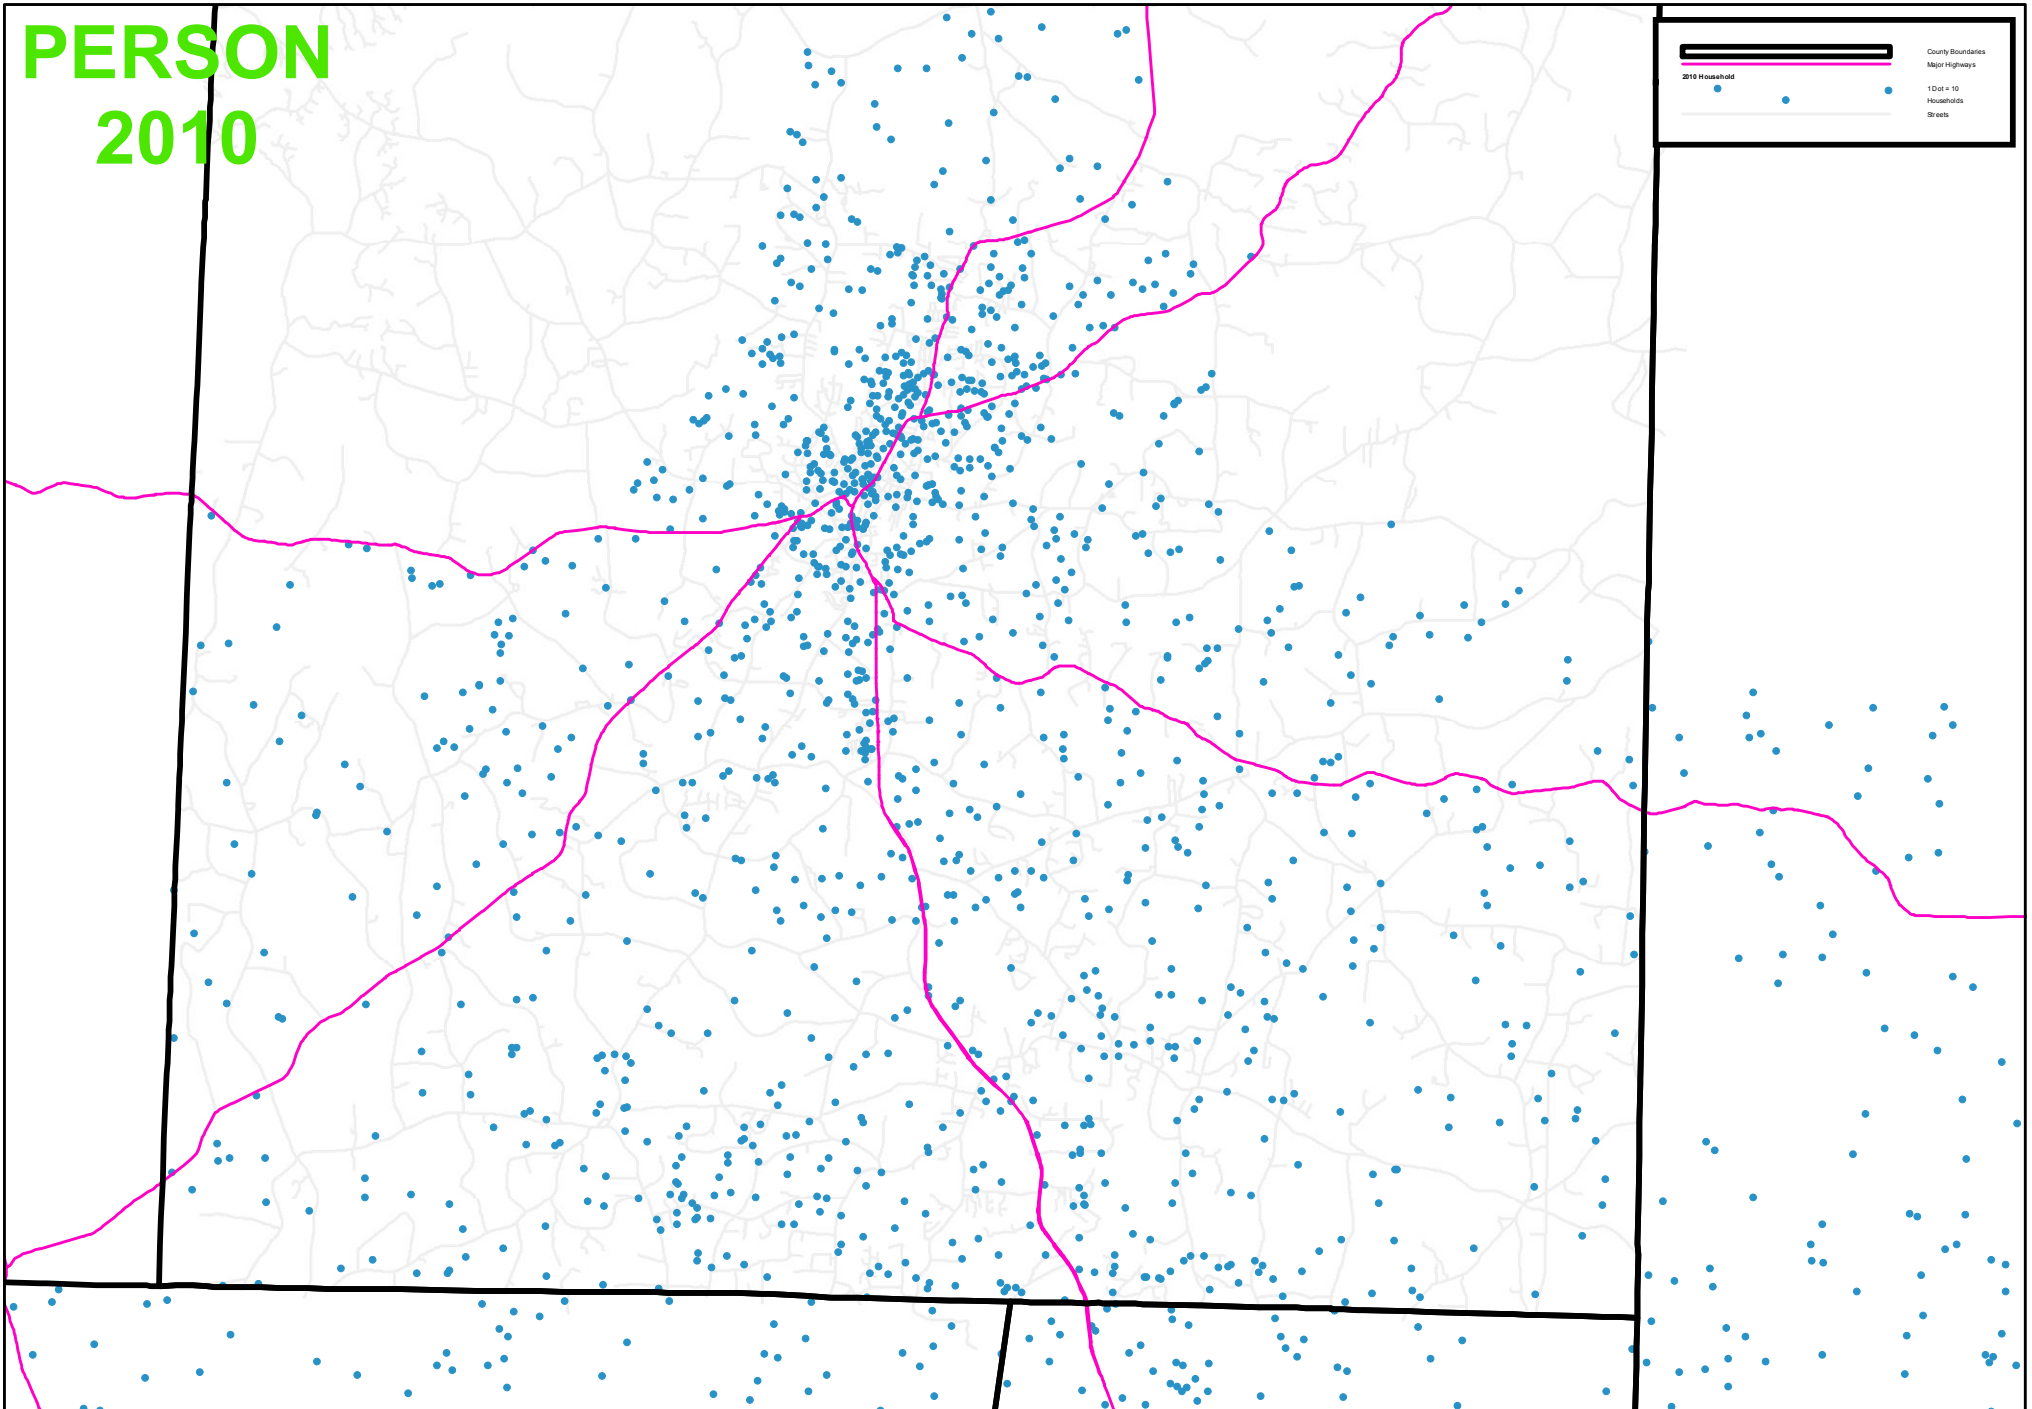 PERSON
2010
County Boundaries
Major Highways
2010 Household
1 Dot = 10
Households
Streets